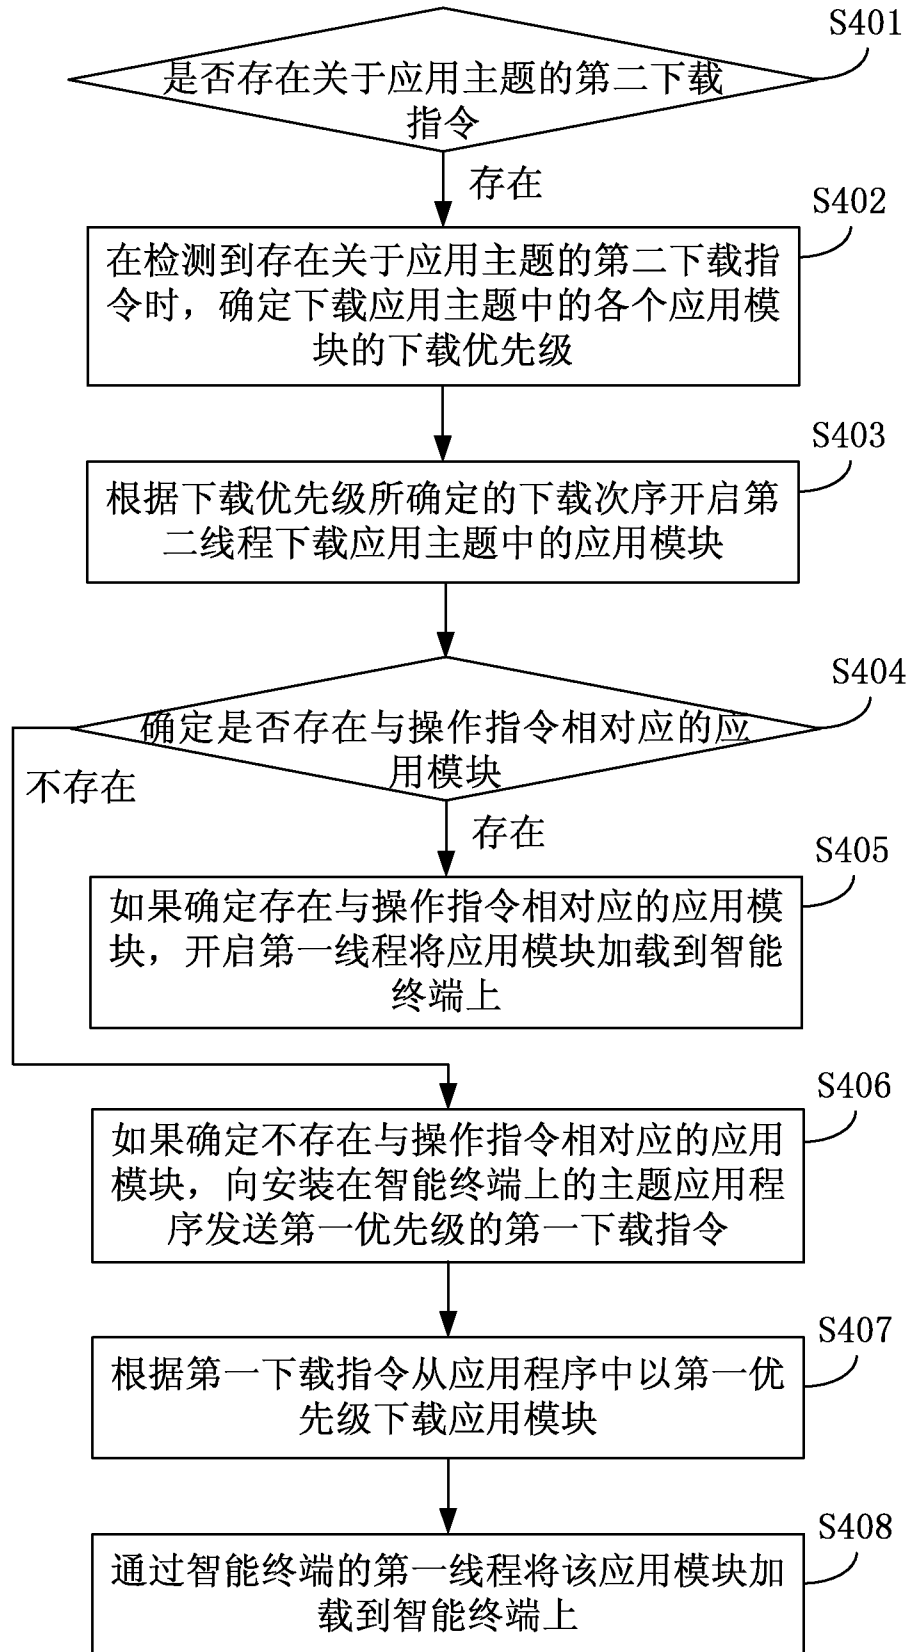 S401
是否存在关于应用主题的第二下载
指令
存在
S402
在检测到存在关于应用主题的第二下载指
令时，确定下载应用主题中的各个应用模
块的下载优先级
S403
根据下载优先级所确定的下载次序开启第
二线程下载应用主题中的应用模块
S404
确定是否存在与操作指令相对应的应
用模块
不存在
存在
S405
如果确定存在与操作指令相对应的应用模
块，开启第一线程将应用模块加载到智能
终端上
S406
如果确定不存在与操作指令相对应的应用
模块，向安装在智能终端上的主题应用程
序发送第一优先级的第一下载指令
S407
根据第一下载指令从应用程序中以第一优
先级下载应用模块
S408
通过智能终端的第一线程将该应用模块加
载到智能终端上